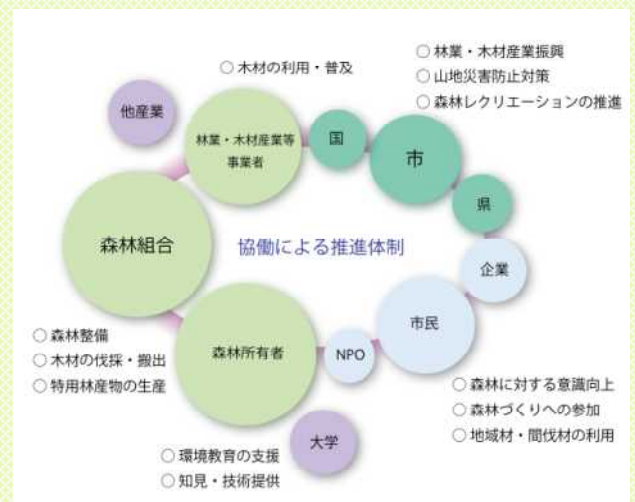 ○ 木材の利用・普及
○ 林業・木材産業振興
○ 山地災害防止対策
○ 森林レクリエーションの推進
他産業
林業・木材産業等
事業者
国
市
県
森林組合
協働による推進体制
企業
市民
森林所有者
NPO
○ 森林整備
○ 木材の伐採・搬出
○ 特用林産物の生産
○ 森林に対する意識向上
○ 森林づくりへの参加
○ 地域材・間伐材の利用
大学
○ 環境教育の支援
○ 知見・技術提供